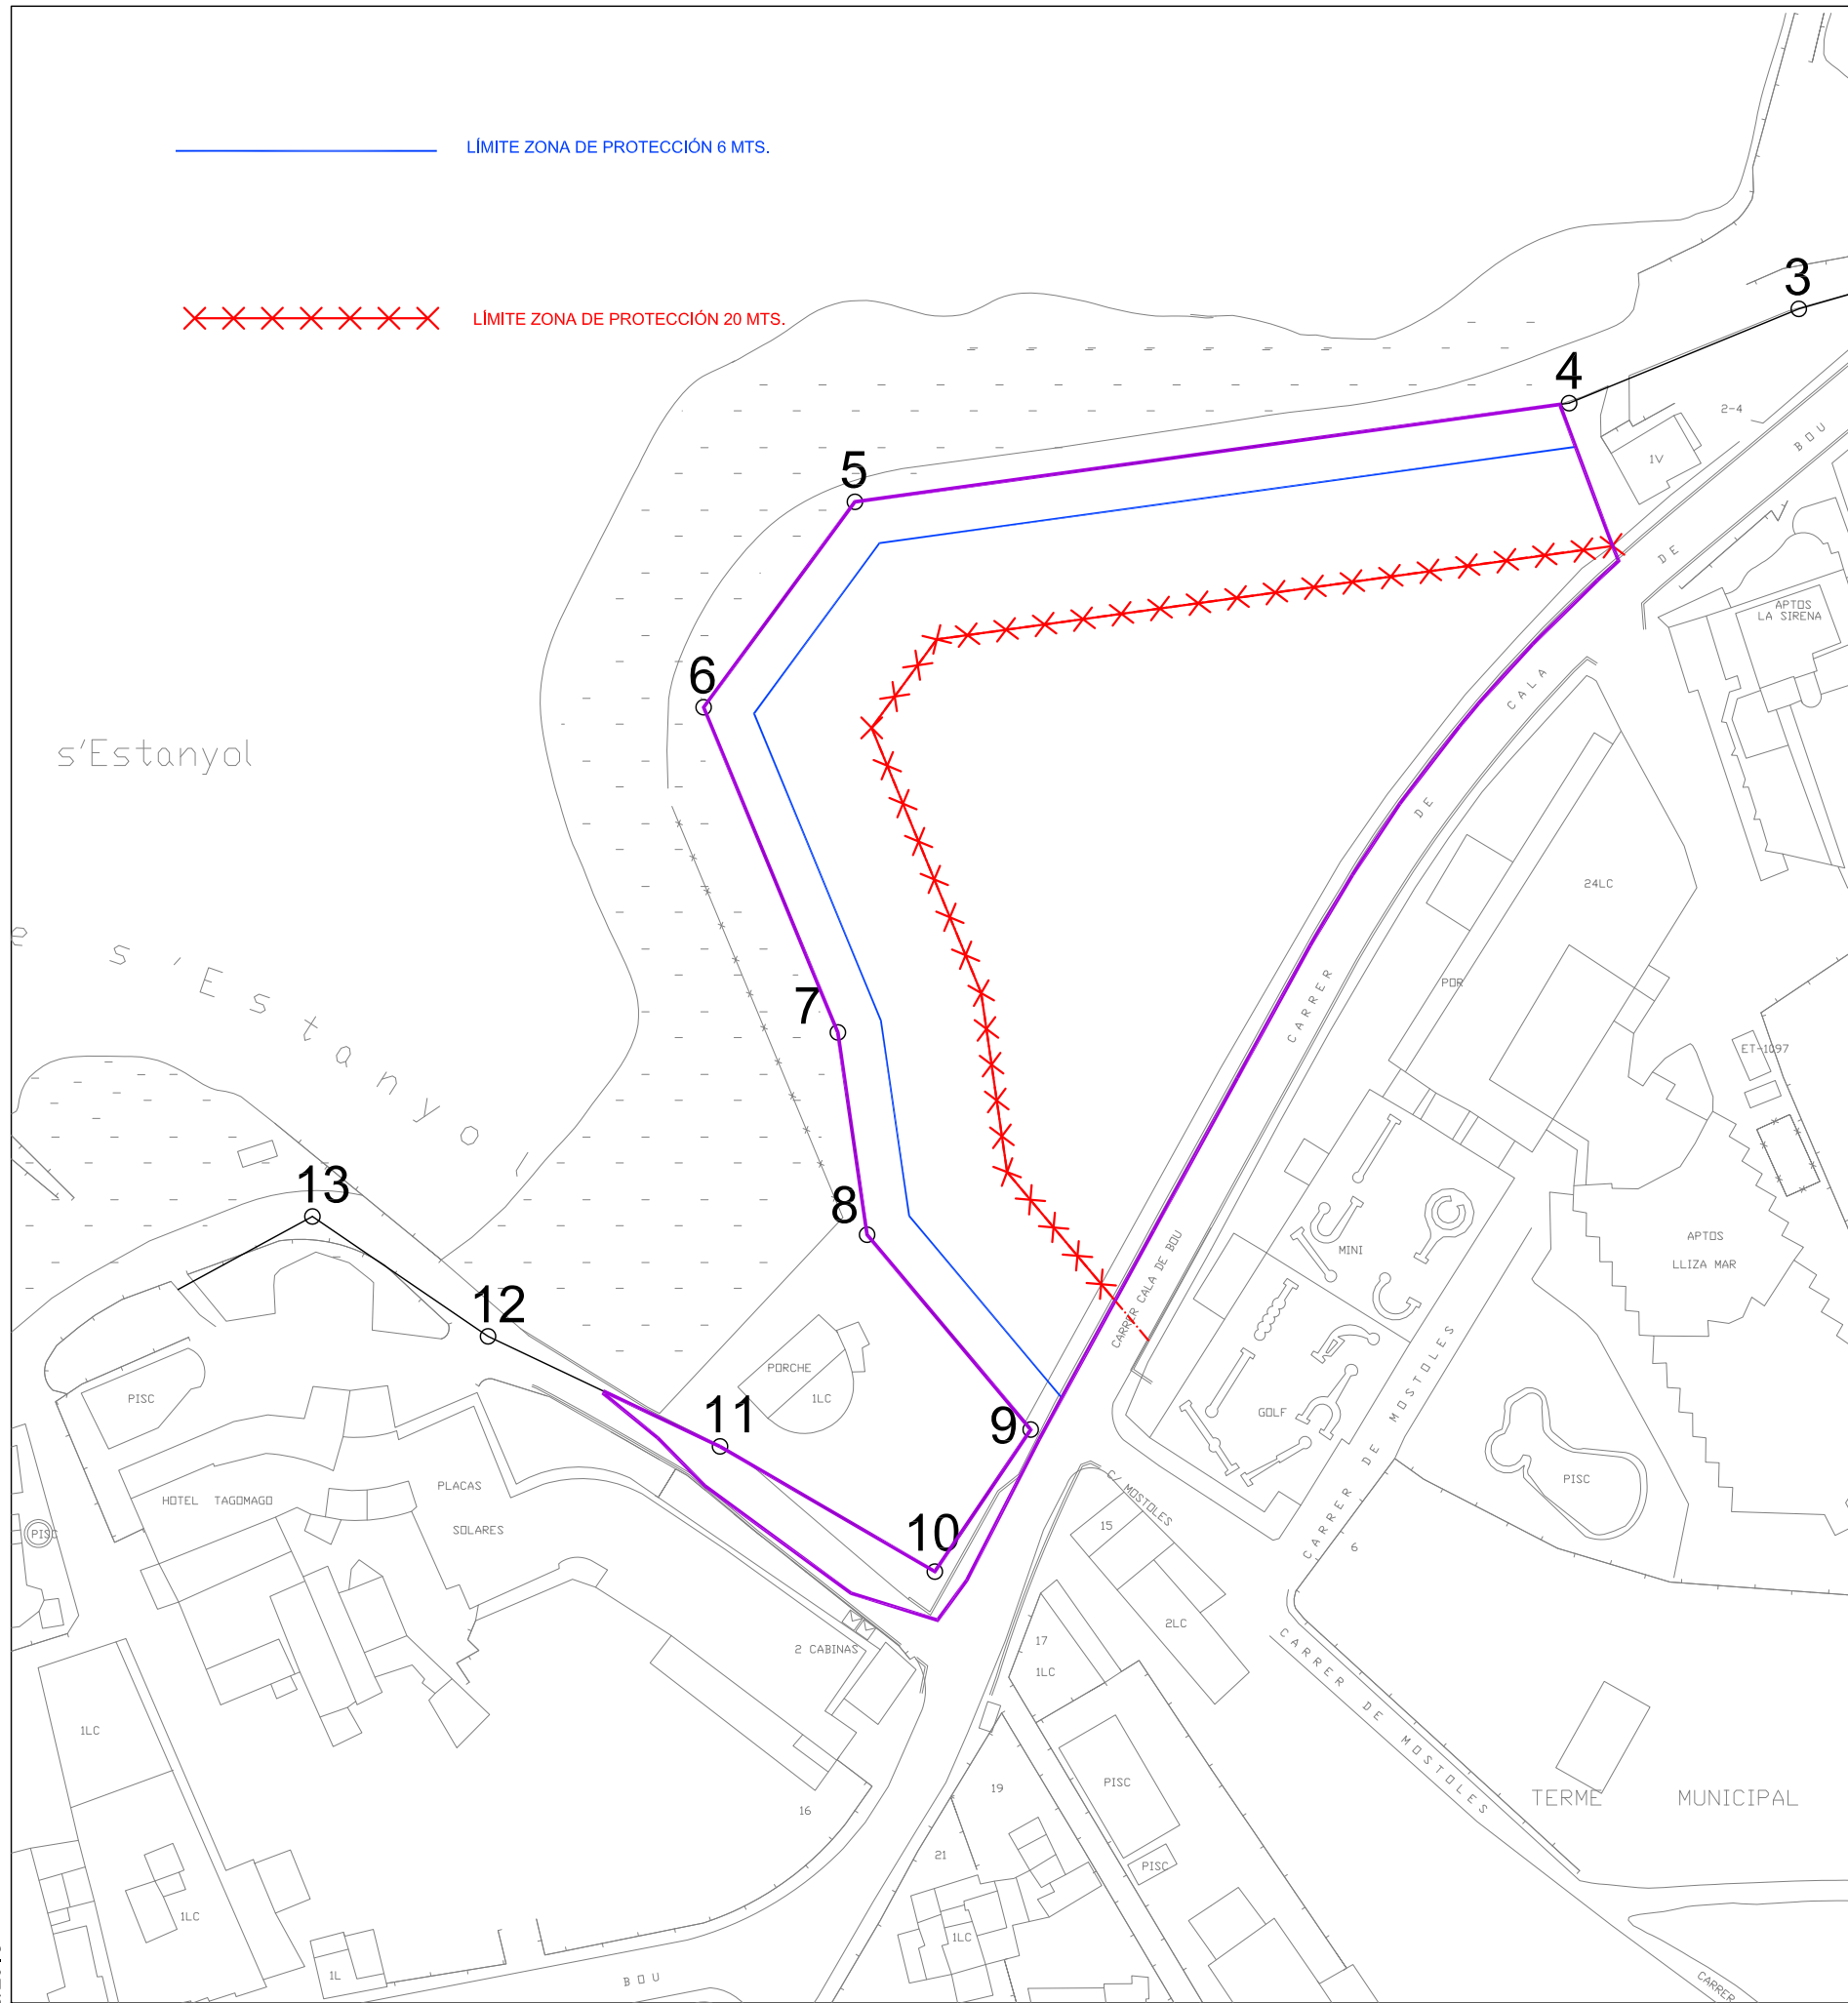 LÍMITE ZONA DE PROTECCIÓN 6 MTS.
LÍMITE ZONA DE PROTECCIÓN 20 MTS.
3
4
2-4
BOU
1V
DE
5
APTOS
LA SIRENA
6
CALA
s'Estanyol
DE
24LC
s'Estanyol
CARRER
POR
7
ET-1097
13
8
APTOS
LLIZA MAR
MINI
CARRER CALA DE BOU
12
PORCHE
1LC
PISC
GOLF
CARRER DE MOSTOLES
11
9
PISC
PLACAS
SOLARES
HOTEL TAGOMAGO
C/ MOSTOLES
15
PISC
10
6
2LC
2 CABINAS
17
1LC
CARRER DE MOSTOLES
1LC
PISC
19
TERME MUNICIPAL
16
21
PISC
1LC
1LC
1L
BOU
CARRER